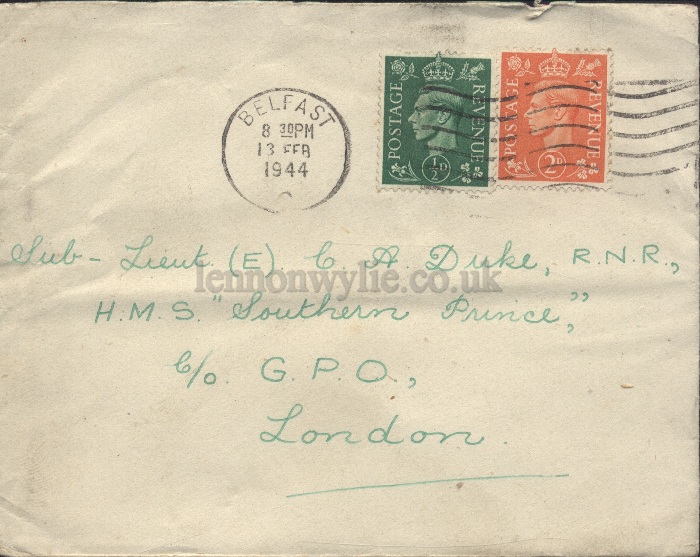 BELFAST
8 30PM
13 FEB
1944
POSTAGE REVENUE
½D
POSTAGE REVENUE
2D
Sub-Lieut. (E) C A Duke, R.N.R.,
lennonwylie.co.uk
H.M.S. "Southern Prince",
C/o G.P.O.,
London